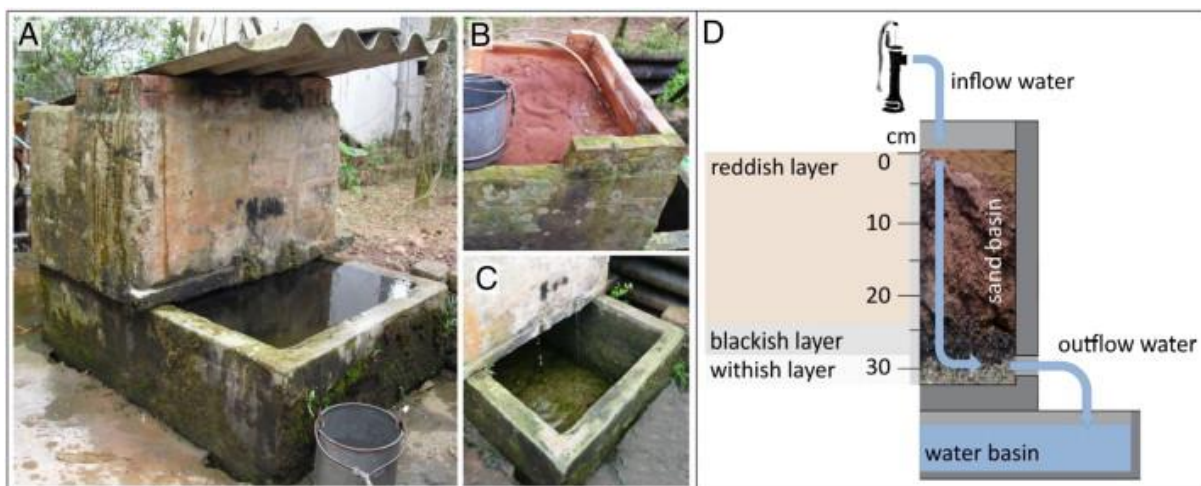 A
B
C
D
inflow water
cm
reddish layer
0
10
20
blackish layer
withish layer
30
sand basin
outflow water
water basin